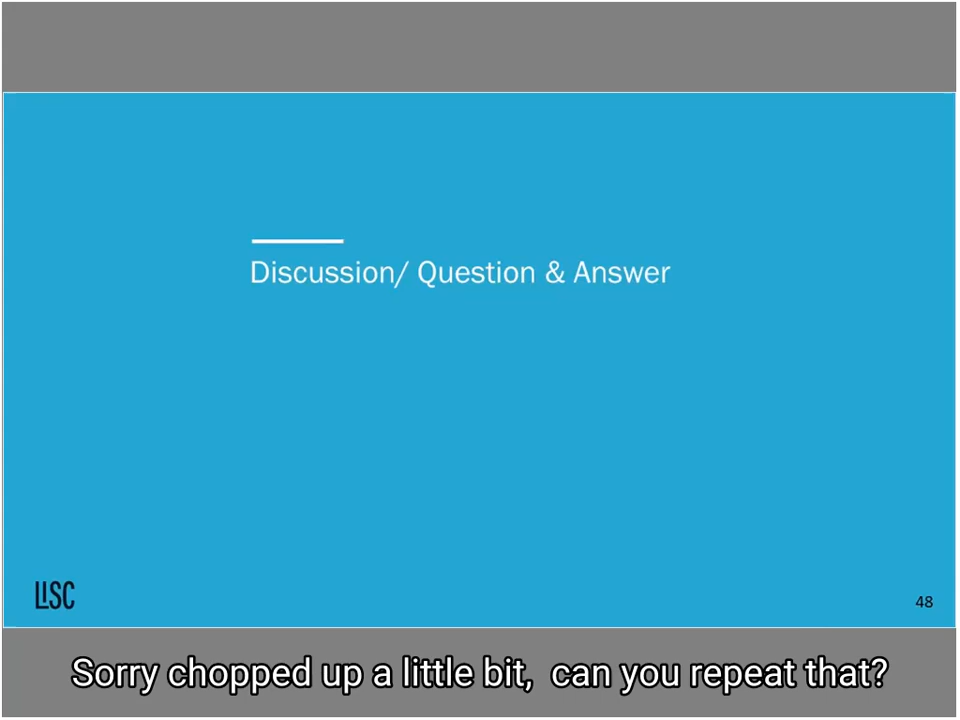 Discussion/ Question & Answer
LISC
48
Sorry chopped up a little bit, can you repeat that?